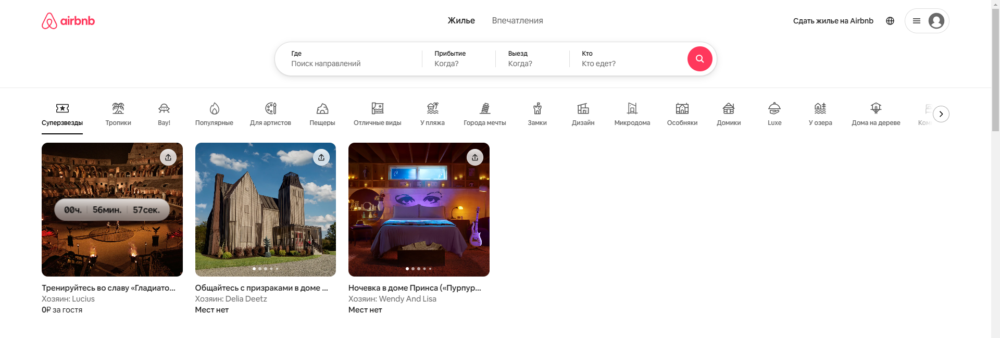 airbnb
Жилье Впечатления
Сдать жилье на Airbnb
Где Прибытие Выезд Кто
Поиск направлений Когда? Когда? Кто едет?
Суперзвезды Тропики Вау! Популярные Для артистов Пещеры Отличные виды У пляжа Города мечты Замки Дизайн Микродома Особняки Домики Luxe У озера Дома на дереве
00ч. 56мин. 57сек.
Тренируйтесь во славу «Гладиато...
Хозяин: Lucius
0₽ за гостя
Общайтесь с призраками в доме ...
Хозяин: Delia Deetz
Мест нет
Ночевка в доме Принса («Пурпур...
Хозяин: Wendy And Lisa
Мест нет